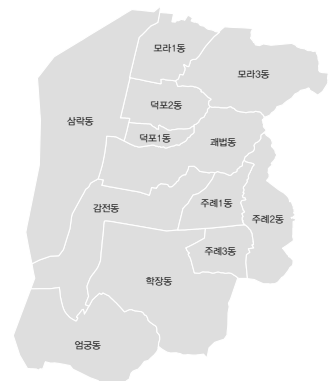 모라1동
모라3동
덕포2동
삼락동
덕포1동
괘법동
감전동
주례1동
주례2동
주례3동
학장동
엄궁동